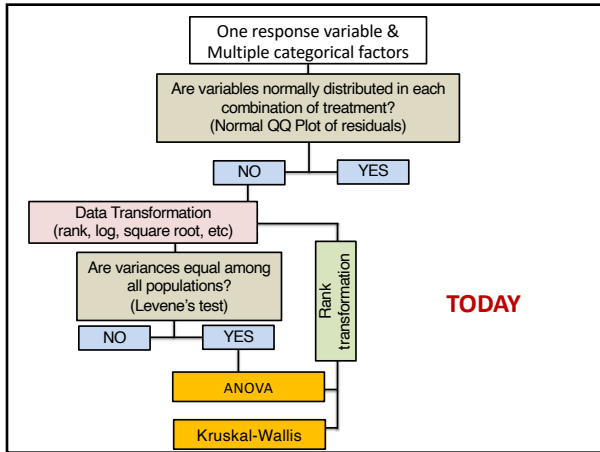 One response variable &
Multiple categorical factors
Are variables normally distributed in each
combination of treatment?
(Normal QQ Plot of residuals)
NO
YES
Data Transformation
(rank, log, square root, etc)
Are variances equal among
all populations?
(Levene's test)
Rank
transformation
TODAY
NO
YES
ANOVA
Kruskal-Wallis